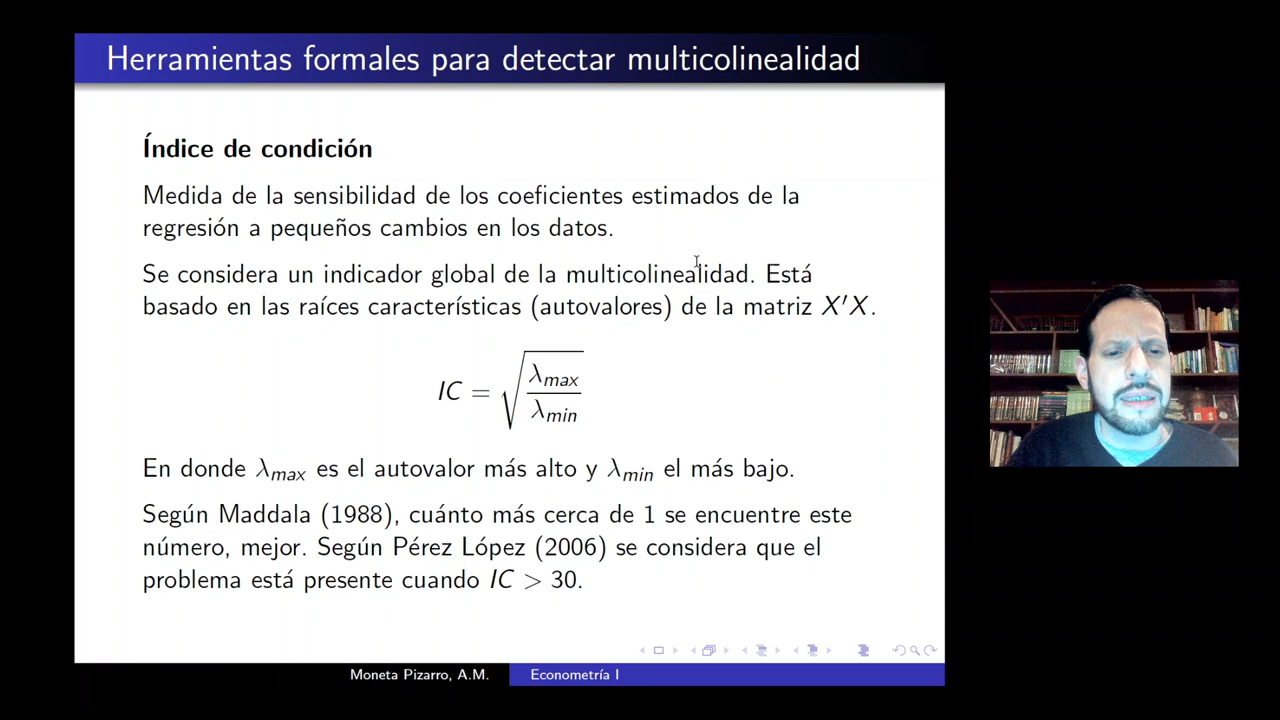 Herramientas formales para detectar multicolinealidad
Índice de condición
Medida de la sensibilidad de los coeficientes estimados de la
regresión a pequeños cambios en los datos.
Se considera un indicador global de la multicolinealidad. Está
basado en las raíces características (autovalores) de la matriz X′X.
IC = √(λmax / λmin)
En donde λmax es el autovalor más alto y λmin el más bajo.
Según Maddala (1988), cuánto más cerca de 1 se encuentre este
número, mejor. Según Pérez López (2006) se considera que el
problema está presente cuando IC > 30.
Moneta Pizarro, A.M.
Econometría I